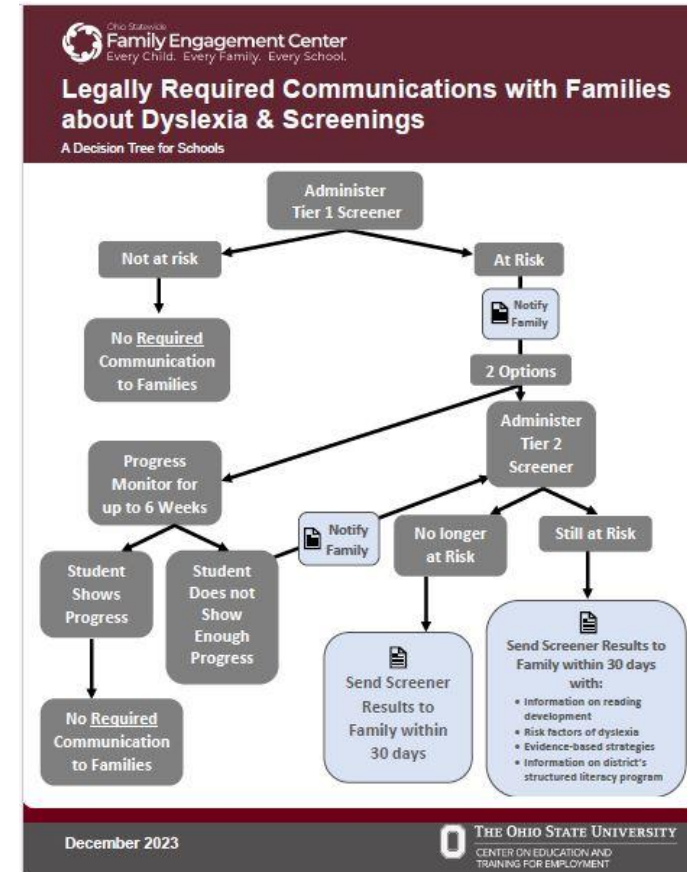 Ohio Statewide
Family Engagement Center
Every Child. Every Family. Every School.
Legally Required Communications with Families
about Dyslexia & Screenings
A Decision Tree for Schools
Administer
Tier 1 Screener
Not at risk
At Risk
Notify
Family
No Required
Communication
to Families
2 Options
Administer
Tier 2
Screener
Progress
Monitor for
up to 6 Weeks
Notify
Family
No longer
at Risk
Still at Risk
Student
Shows
Progress
Student
Does not
Show
Enough
Progress
No Required
Communication
to Families
Send Screener
Results to
Family within
30 days
Send Screener Results to
Family within 30 days
with:
• Information on reading
development
• Risk factors of dyslexia
• Evidence-based strategies
• Information on district's
structured literacy program
December 2023
THE OHIO STATE UNIVERSITY
CENTER ON EDUCATION AND
TRAINING FOR EMPLOYMENT